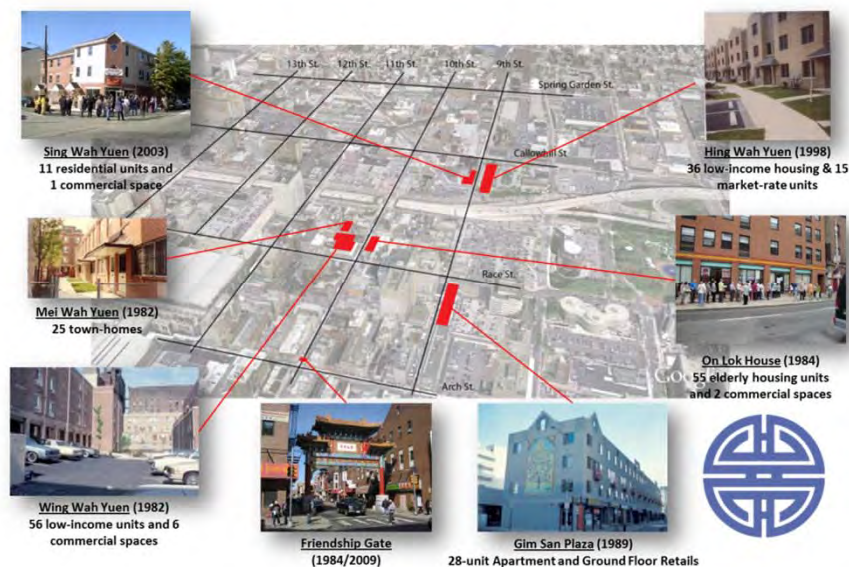 13th St.
12th St.
11th St.
10th St.
9th St.
Spring Garden St.
Callowhill St
Race St.
Arch St.
Sing Wah Yuen (2003)
11 residential units and
1 commercial space
Hing Wah Yuen (1998)
36 low-income housing & 15
market-rate units
Mei Wah Yuen (1982)
25 town-homes
On Lok House (1984)
55 elderly housing units
and 2 commercial spaces
Wing Wah Yuen (1982)
56 low-income units and 6
commercial spaces
Friendship Gate
(1984/2009)
Gim San Plaza (1989)
28-unit Apartment and Ground Floor Retails